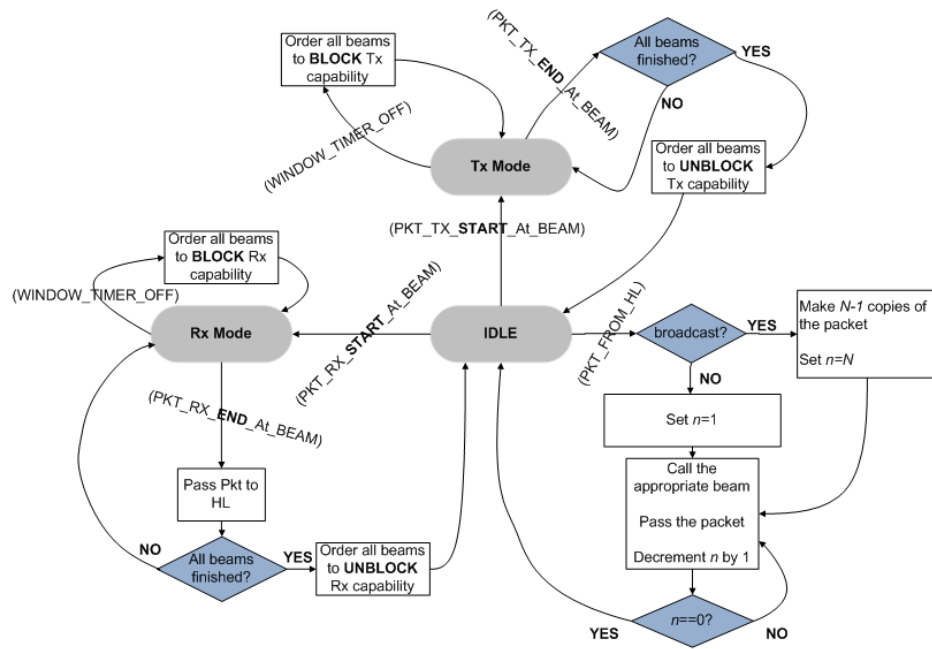 Order all beams
to BLOCK Tx
capability
(WINDOW_TIMER_OFF)
(PKT_TX_END_At_BEAM)
All beams
finished?
YES
NO
Order all beams
to UNBLOCK
Tx capability
Tx Mode
(PKT_TX_START_At_BEAM)
Order all beams
to BLOCK Rx
capability
(WINDOW_TIMER_OFF)
Rx Mode
(PKT_RX_START_At_BEAM)
IDLE
(PKT_FROM_HL)
broadcast?
YES
Make N-1 copies of
the packet
Set n=N
NO
Set n=1
(PKT_RX_END_At_BEAM)
Pass Pkt to
HL
Call the
appropriate beam
Pass the packet
Decrement n by 1
NO
All beams
finished?
YES
Order all beams
to UNBLOCK
Rx capability
YES
n==0?
NO